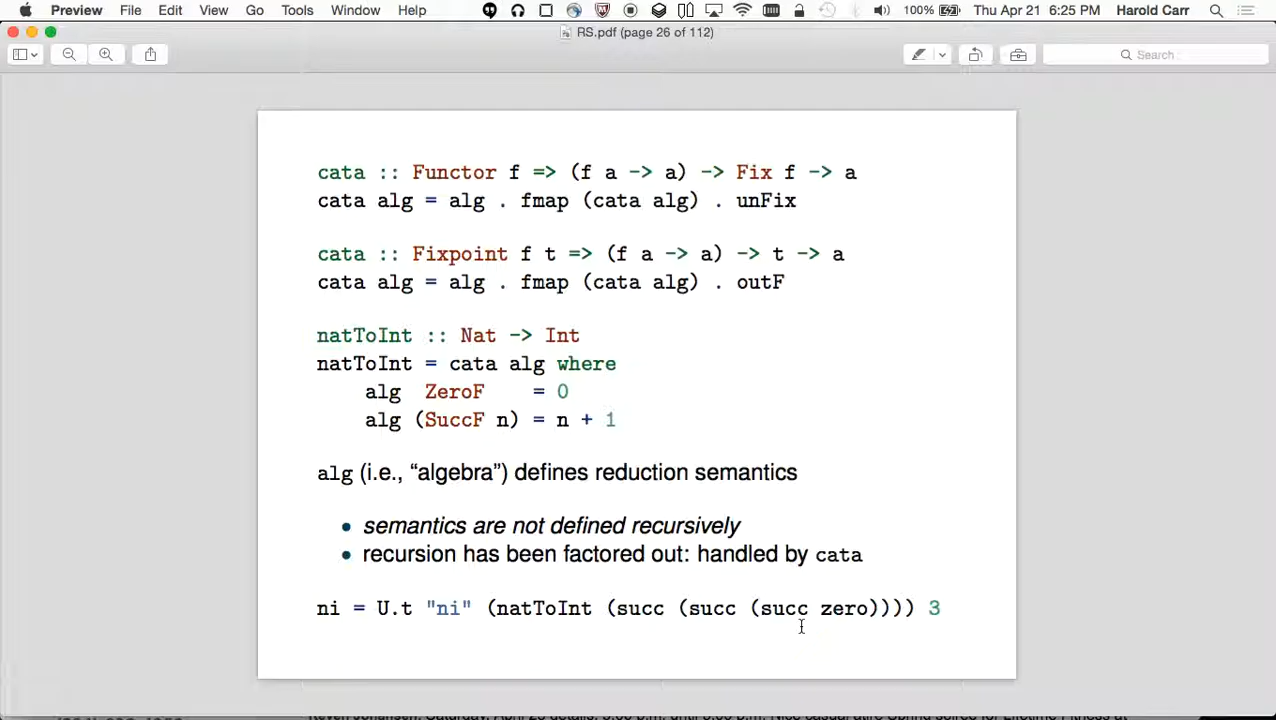 Preview File Edit View Go Tools Window Help 100% Thu Apr 21 6:25 PM Harold Carr
RS.pdf (page 26 of 112)
Search
cata :: Functor f => (f a -> a) -> Fix f -> a
cata alg = alg . fmap (cata alg) . unFix
cata :: Fixpoint f t => (f a -> a) -> t -> a
cata alg = alg . fmap (cata alg) . outF
natToInt :: Nat -> Int
natToInt = cata alg where
alg ZeroF = 0
alg (SuccF n) = n + 1
alg (i.e., “algebra”) defines reduction semantics
• semantics are not defined recursively
• recursion has been factored out: handled by cata
ni = U.t "ni" (natToInt (succ (succ (succ zero)))) 3